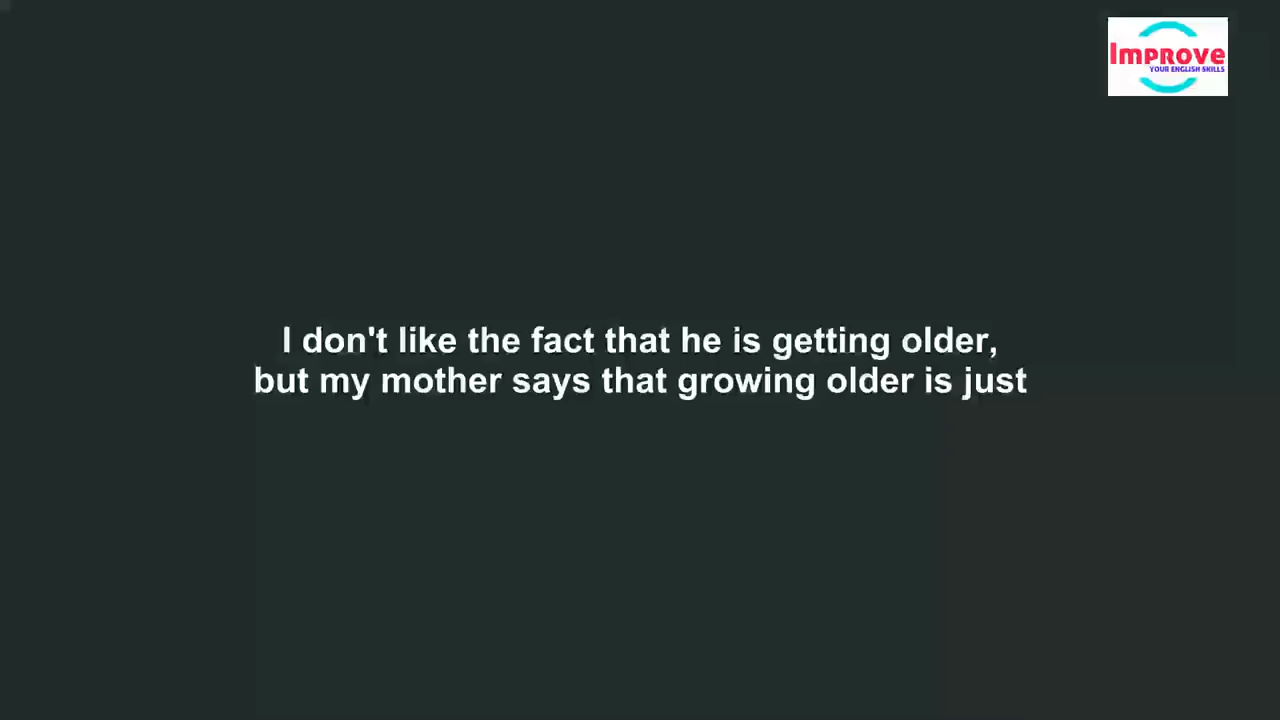 Improve
YOUR ENGLISH SKILLS
I don't like the fact that he is getting older,
but my mother says that growing older is just